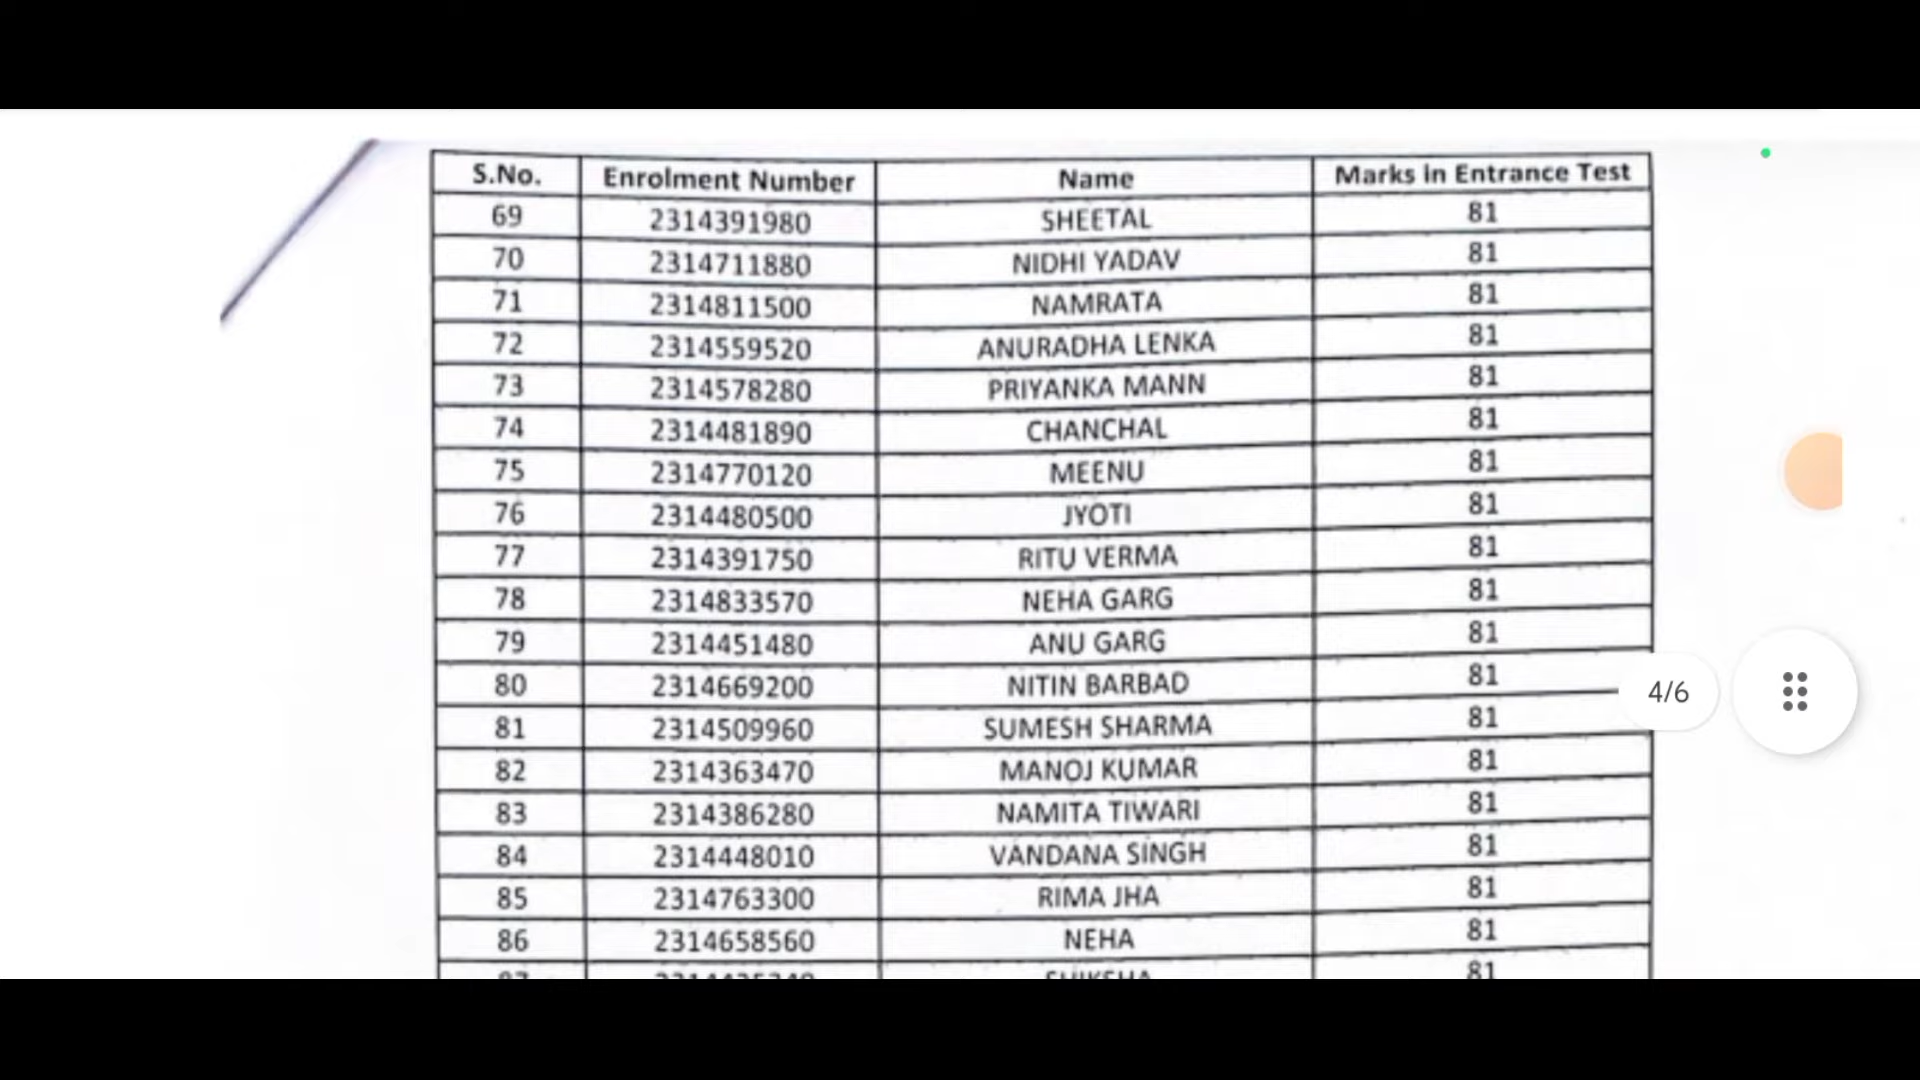 S.No. Enrolment Number Name Marks in Entrance Test
69 2314391980 SHEETAL 81
70 2314711880 NIDHI YADAV 81
71 2314811500 NAMRATA 81
72 2314559520 ANURADHA LENKA 81
73 2314578280 PRIYANKA MANN 81
74 2314481890 CHANCHAL 81
75 2314770120 MEENU 81
76 2314480500 JYOTI 81
77 2314391750 RITU VERMA 81
78 2314833570 NEHA GARG 81
79 2314451480 ANU GARG 81
80 2314669200 NITIN BARBAD 81
4/6
81 2314509960 SUMESH SHARMA 81
82 2314363470 MANOJ KUMAR 81
83 2314386280 NAMITA TIWARI 81
84 2314448010 VANDANA SINGH 81
85 2314763300 RIMA JHA 81
86 2314658560 NEHA 81
81